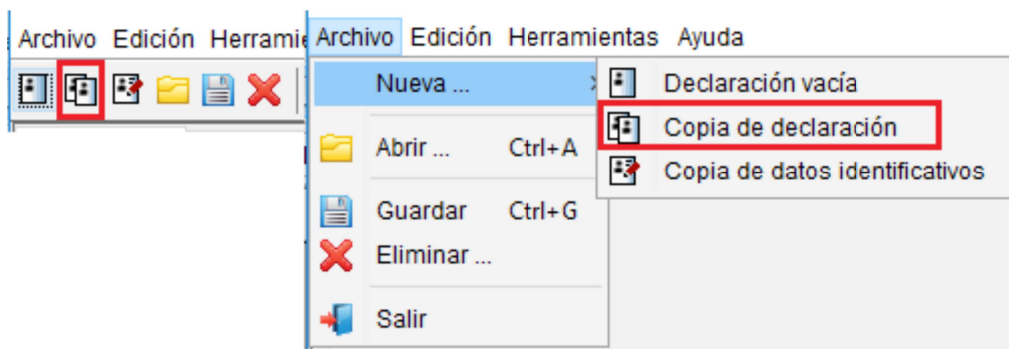 Archivo Edición Herramie
Archivo Edición Herramientas Ayuda
Nueva ...
Declaración vacía
Copia de declaración
Abrir ... Ctrl+A
Copia de datos identificativos
Guardar Ctrl+G
Eliminar ...
Salir